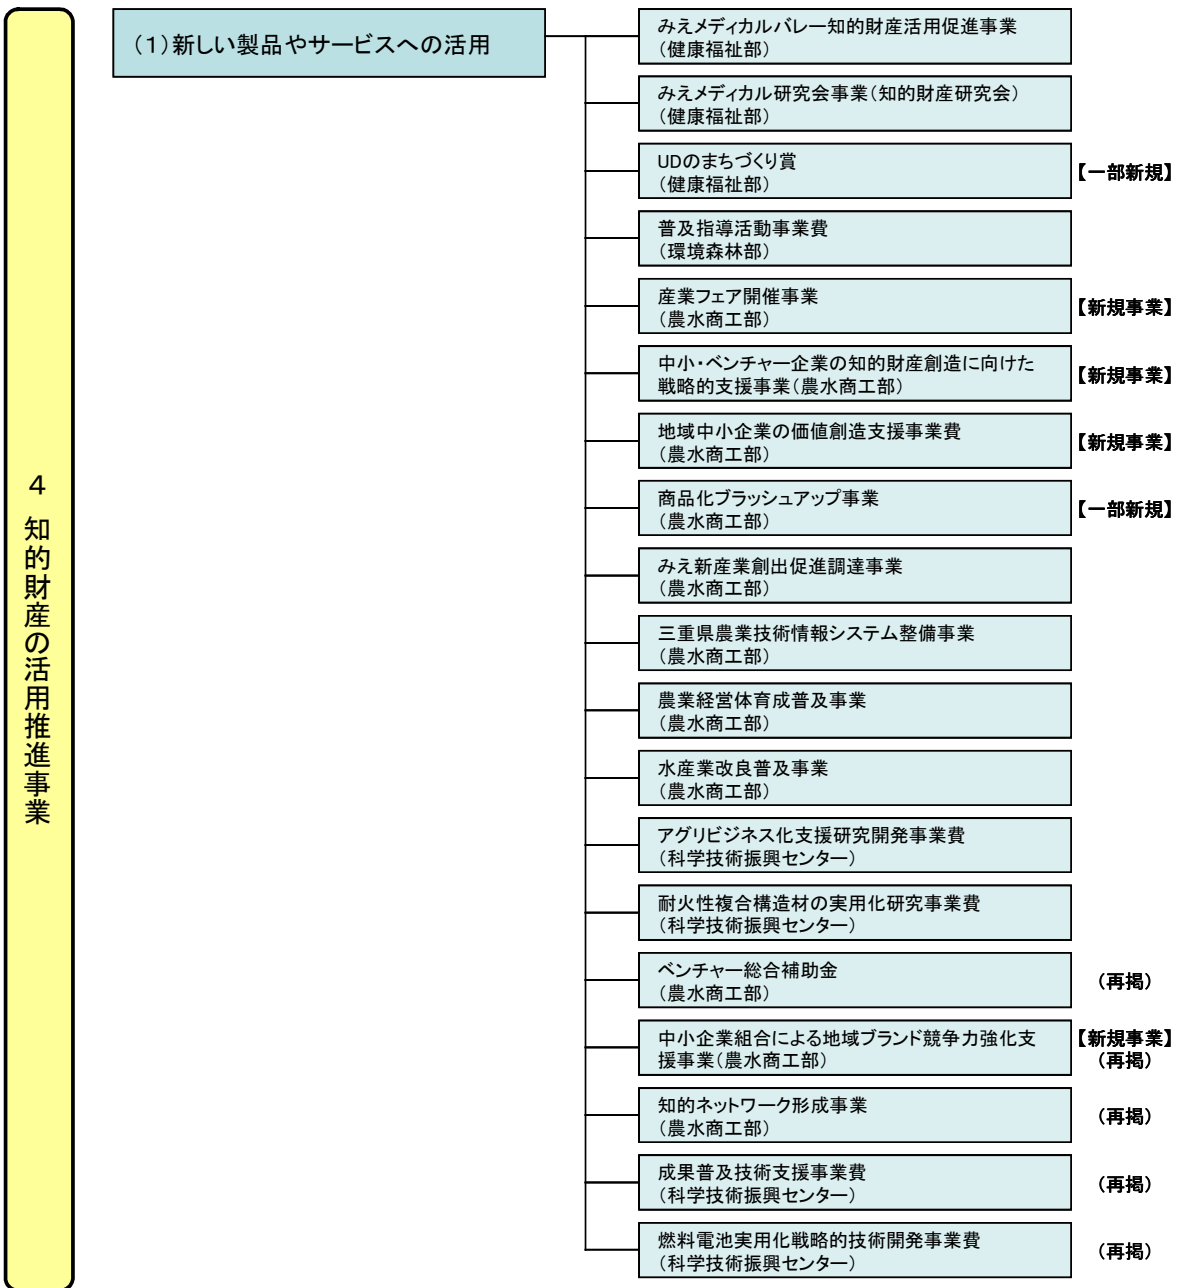 4 知的財産の活用推進事業
（1）新しい製品やサービスへの活用
みえメディカルバレー知的財産活用促進事業
（健康福祉部）
みえメディカル研究会事業（知的財産研究会）
（健康福祉部）
UDのまちづくり賞
（健康福祉部）
【一部新規】
普及指導活動事業費
（環境森林部）
産業フェア開催事業
（農水商工部）
【新規事業】
中小・ベンチャー企業の知的財産創造に向けた
戦略的支援事業（農水商工部）
【新規事業】
地域中小企業の価値創造支援事業費
（農水商工部）
【新規事業】
商品化ブラッシュアップ事業
（農水商工部）
【一部新規】
みえ新産業創出促進調達事業
（農水商工部）
三重県農業技術情報システム整備事業
（農水商工部）
農業経営体育成普及事業
（農水商工部）
水産業改良普及事業
（農水商工部）
アグリビジネス化支援研究開発事業費
（科学技術振興センター）
耐火性複合構造材の実用化研究事業費
（科学技術振興センター）
ベンチャー総合補助金
（農水商工部）
（再掲）
中小企業組合による地域ブランド競争力強化支
援事業（農水商工部）
【新規事業】
（再掲）
知的ネットワーク形成事業
（農水商工部）
（再掲）
成果普及技術支援事業費
（科学技術振興センター）
（再掲）
燃料電池実用化戦略的技術開発事業費
（科学技術振興センター）
（再掲）